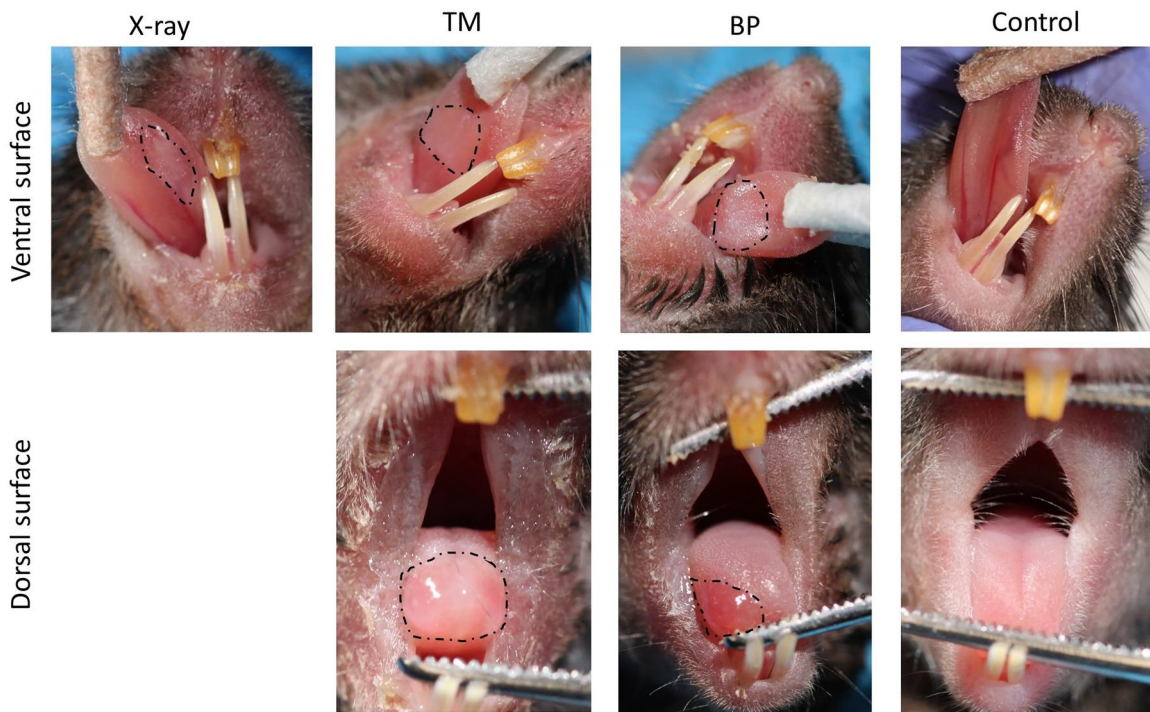 X-ray
TM
BP
Control
Ventral surface
Dorsal surface